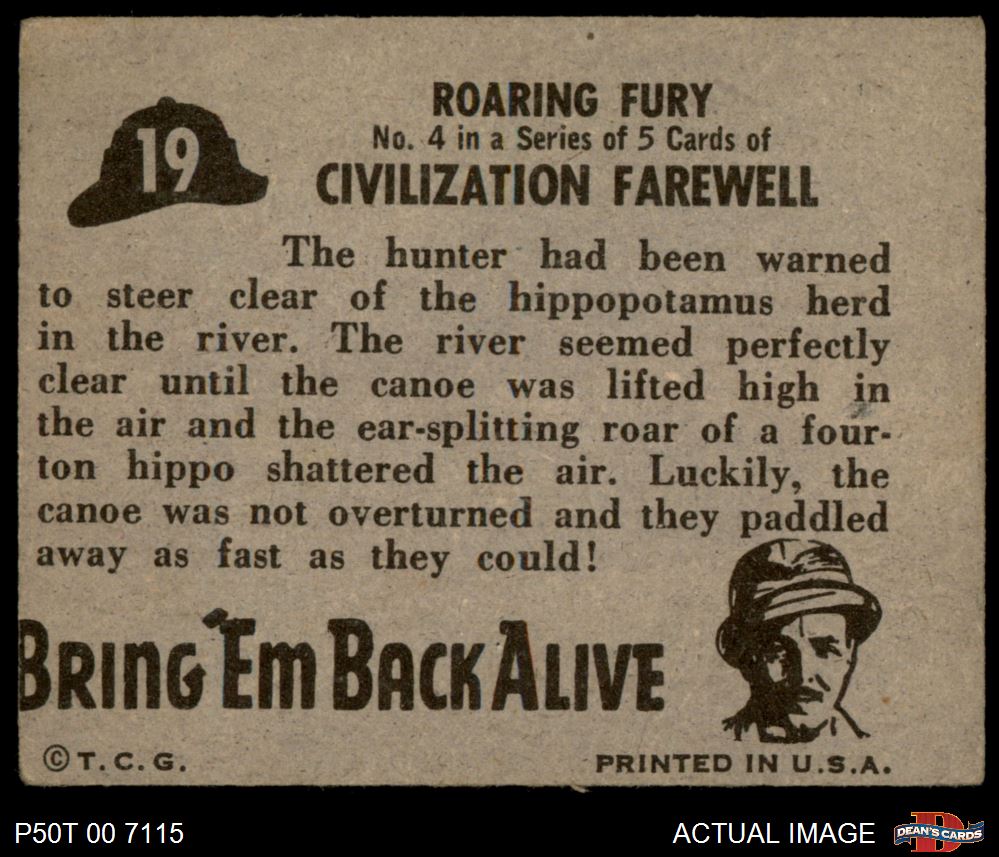 19
ROARING FURY
No. 4 in a Series of 5 Cards of
CIVILIZATION FAREWELL
The hunter had been warned
to steer clear of the hippopotamus herd
in the river. The river seemed perfectly
clear until the canoe was lifted high in
the air and the ear-splitting roar of a four-
ton hippo shattered the air. Luckily, the
canoe was not overturned and they paddled
away as fast as they could!
BRING 'EM BACK ALIVE
© T. C. G.
PRINTED IN U.S.A.
P50T 00 7115
ACTUAL IMAGE
D
DEAN'S CARDS